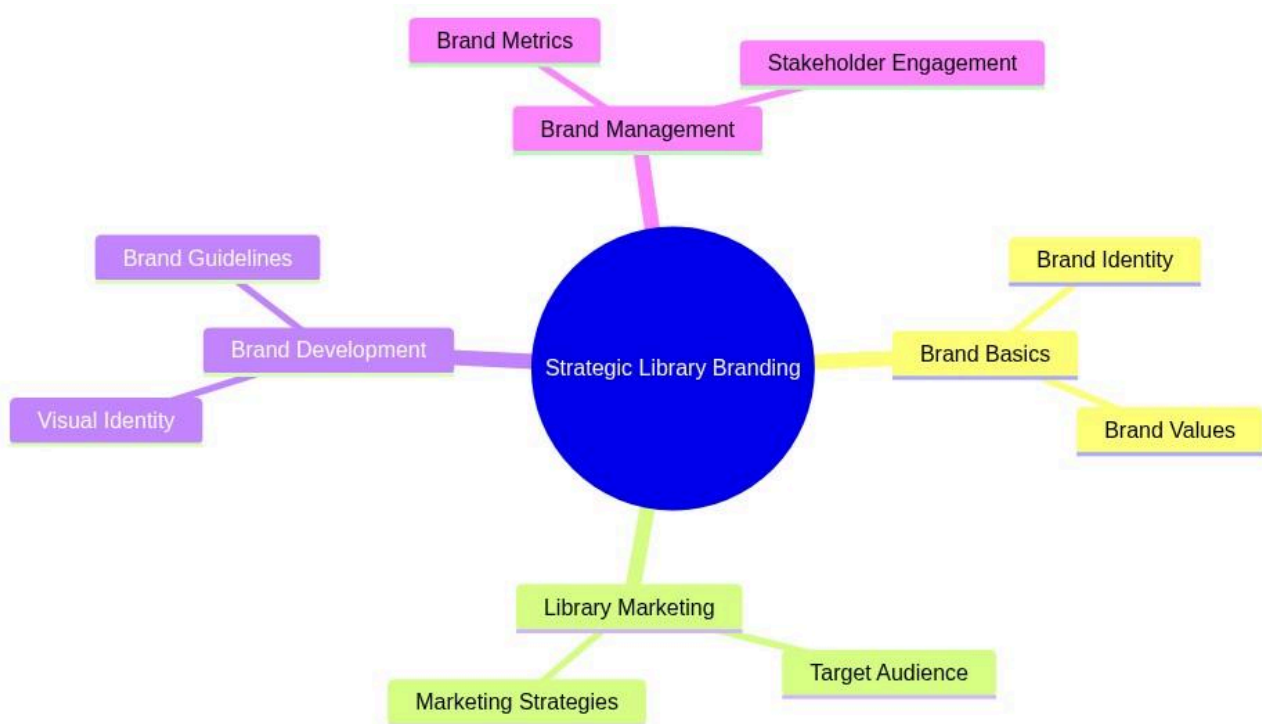 Brand Metrics
Stakeholder Engagement
Brand Management
Brand Guidelines
Brand Identity
Brand Development
Strategic Library Branding
Brand Basics
Visual Identity
Brand Values
Library Marketing
Target Audience
Marketing Strategies